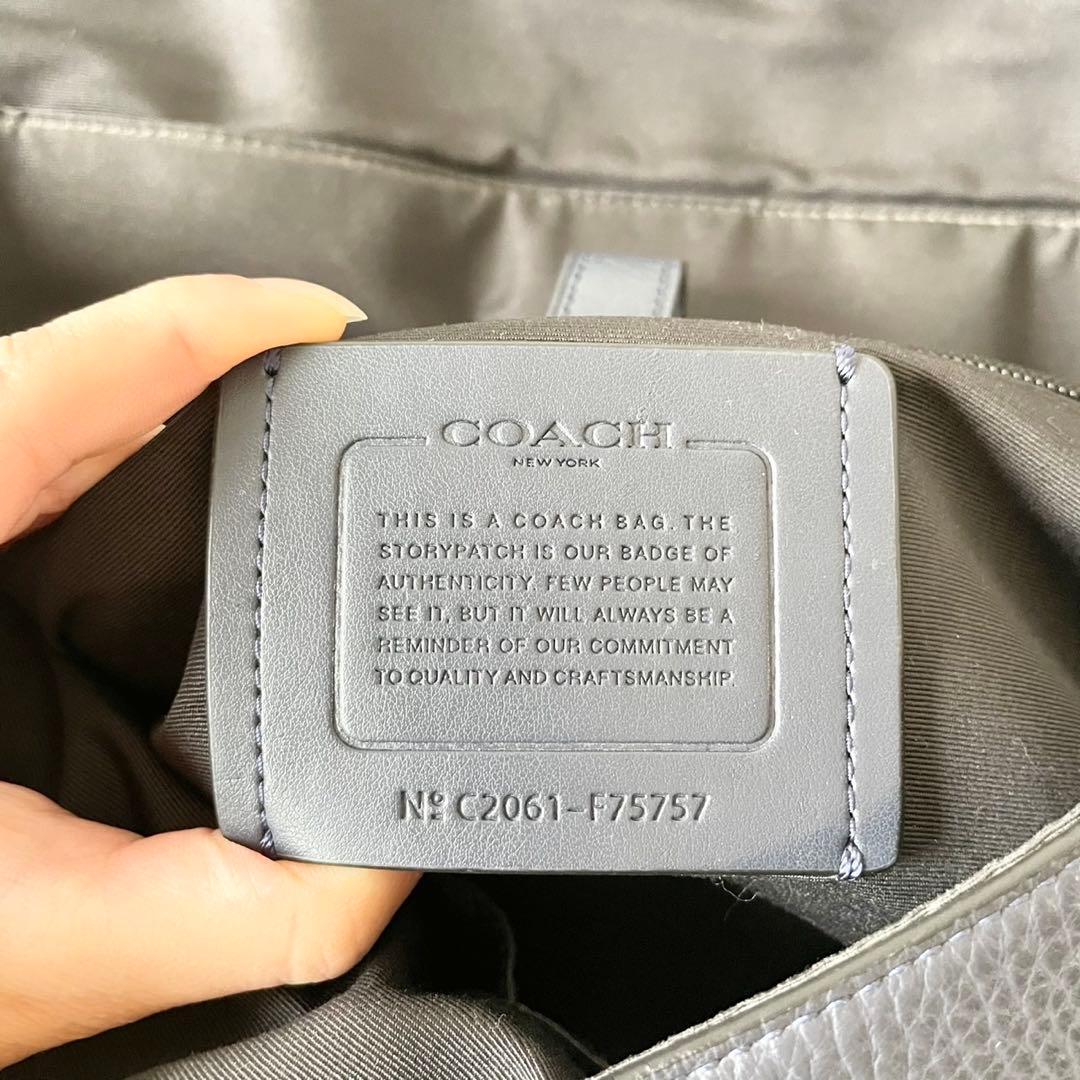 COACH
NEW YORK
THIS IS A COACH BAG. THE
STORYPATCH IS OUR BADGE OF
AUTHENTICITY. FEW PEOPLE MAY
SEE IT, BUT IT WILL ALWAYS BE A
REMINDER OF OUR COMMITMENT
TO QUALITY AND CRAFTSMANSHIP.
Nº C2061-F75757